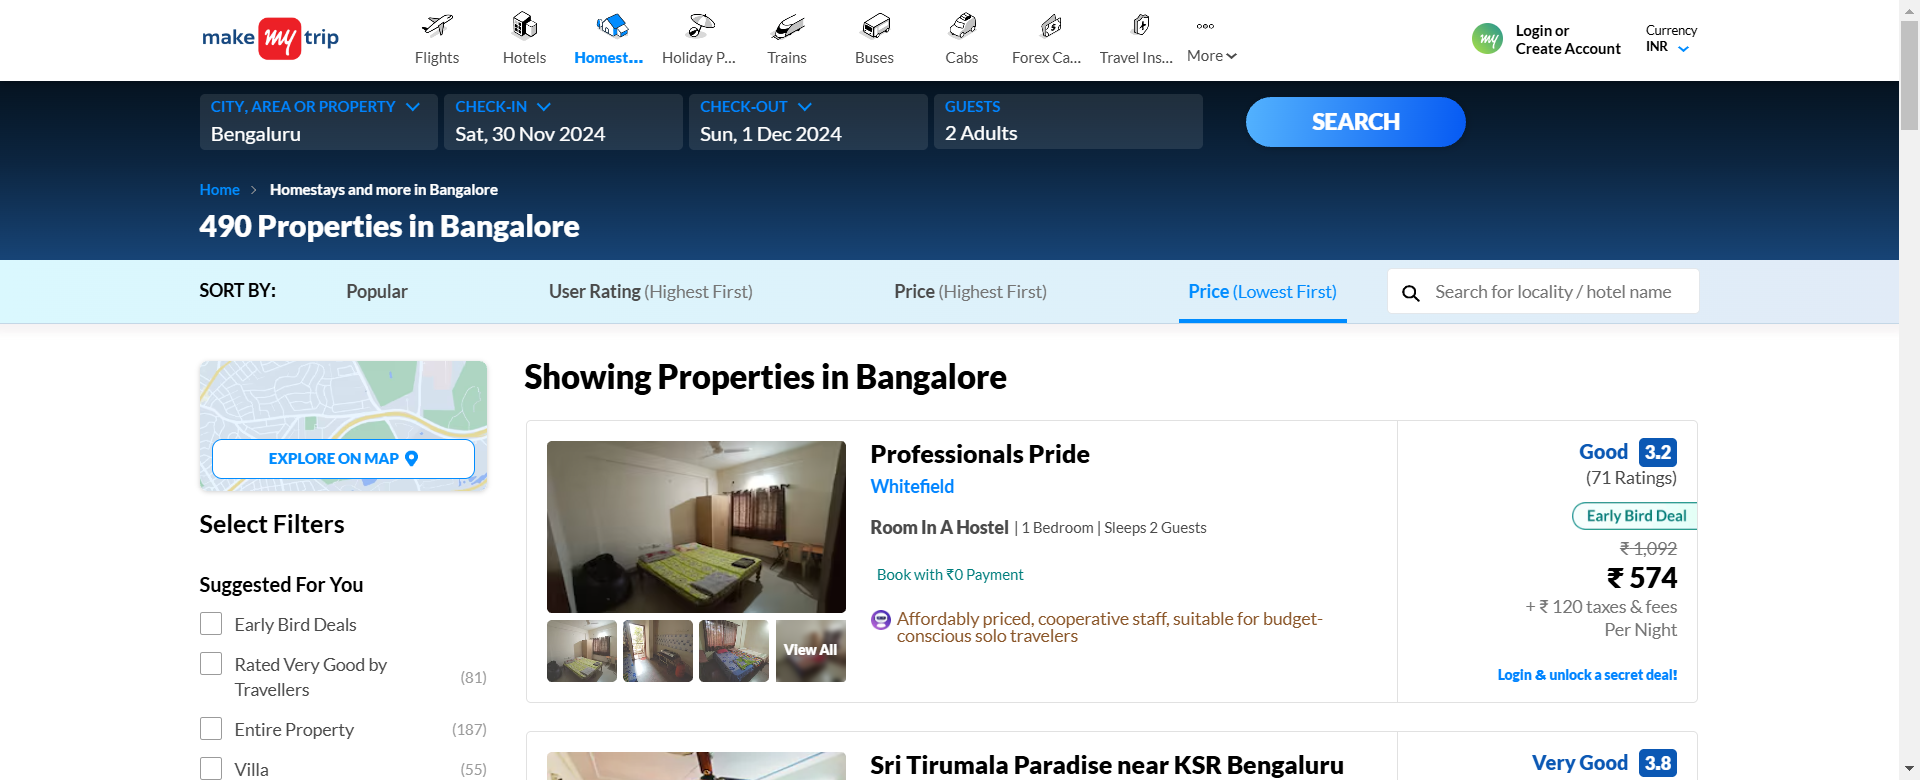 make my trip
Flights
Hotels
Homest...
Holiday P...
Trains
Buses
Cabs
Forex Ca...
Travel Ins...
More
my
Login or
Create Account
Currency
INR
CITY, AREA OR PROPERTY
Bengaluru
CHECK-IN
Sat, 30 Nov 2024
CHECK-OUT
Sun, 1 Dec 2024
GUESTS
2 Adults
SEARCH
Home > Homestays and more in Bangalore
490 Properties in Bangalore
SORT BY:
Popular
User Rating (Highest First)
Price (Highest First)
Price (Lowest First)
Search for locality / hotel name
EXPLORE ON MAP
Select Filters
Suggested For You
Early Bird Deals
Rated Very Good by
Travellers
(81)
Entire Property
(187)
Villa
(55)
Showing Properties in Bangalore
View All
Professionals Pride
Whitefield
Room In A Hostel | 1 Bedroom | Sleeps 2 Guests
Book with ₹0 Payment
Affordably priced, cooperative staff, suitable for budget-
conscious solo travelers
Good 3.2
(71 Ratings)
Early Bird Deal
₹ 1,092
₹ 574
+ ₹ 120 taxes & fees
Per Night
Login & unlock a secret deal!
Sri Tirumala Paradise near KSR Bengaluru
Very Good 3.8